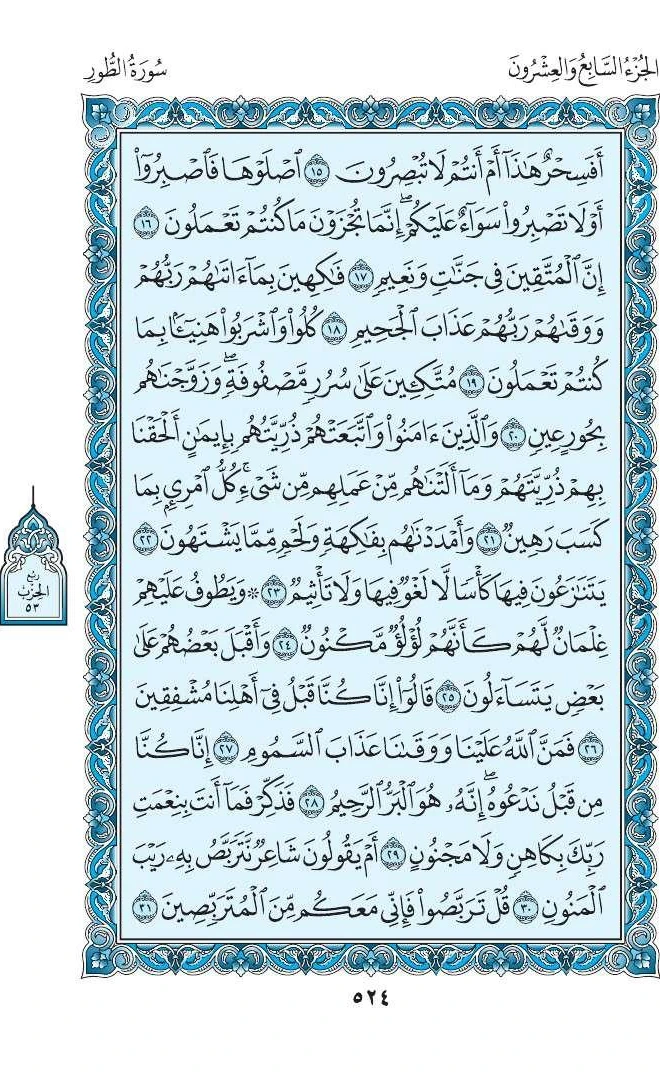 الجُزْءُ السَّابِعُ وَالعِشْرُونَ
سُورَةُ الطُّورِ
أَفَسِحْرٌ هَٰذَآ أَمْ أَنتُمْ لَا تُبْصِرُونَ ١٥ ٱصْلَوْهَا فَٱصْبِرُوٓا۟
أَوْ لَا تَصْبِرُوا۟ سَوَآءٌ عَلَيْكُمْ ۖ إِنَّمَا تُجْزَوْنَ مَا كُنتُمْ تَعْمَلُونَ ١٦
إِنَّ ٱلْمُتَّقِينَ فِى جَنَّٰتٍ وَنَعِيمٍ ١٧ فَٰكِهِينَ بِمَآ ءَاتَىٰهُمْ رَبُّهُمْ
وَوَقَىٰهُمْ رَبُّهُمْ عَذَابَ ٱلْجَحِيمِ ١٨ كُلُوا۟ وَٱشْرَبُوا۟ هَنِيٓـًٔۢا بِمَا
كُنتُمْ تَعْمَلُونَ ١٩ مُتَّكِـِٔينَ عَلَىٰ سُرُرٍ مَّصْفُوفَةٍ ۖ وَزَوَّجْنَٰهُم
بِحُورٍ عِينٍ ٢٠ وَٱلَّذِينَ ءَامَنُوا۟ وَٱتَّبَعَتْهُمْ ذُرِّيَّتُهُم بِإِيمَٰنٍ أَلْحَقْنَا
بِهِمْ ذُرِّيَّتَهُمْ وَمَآ أَلَتْنَٰهُم مِّنْ عَمَلِهِم مِّن شَىْءٍ ۚ كُلُّ ٱمْرِئٍۭ بِمَا
كَسَبَ رَهِينٌ ٢١ وَأَمْدَدْنَٰهُم بِفَٰكِهَةٍ وَلَحْمٍ مِّمَّا يَشْتَهُونَ ٢٢
يَتَنَٰزَعُونَ فِيهَا كَأْسًا لَّا لَغْوٌ فِيهَا وَلَا تَأْثِيمٌ ٢٣ ۞ وَيَطُوفُ عَلَيْهِمْ
غِلْمَانٌ لَّهُمْ كَأَنَّهُمْ لُؤْلُؤٌ مَّكْنُونٌ ٢٤ وَأَقْبَلَ بَعْضُهُمْ عَلَىٰ
بَعْضٍ يَتَسَآءَلُونَ ٢٥ قَالُوٓا۟ إِنَّا كُنَّا قَبْلُ فِىٓ أَهْلِنَا مُشْفِقِينَ
٢٦ فَمَنَّ ٱللَّهُ عَلَيْنَا وَوَقَىٰنَا عَذَابَ ٱلسَّمُومِ ٢٧ إِنَّا كُنَّا
مِن قَبْلُ نَدْعُوهُ ۖ إِنَّهُۥ هُوَ ٱلْبَرُّ ٱلرَّحِيمُ ٢٨ فَذَكِّرْ فَمَآ أَنتَ بِنِعْمَتِ
رَبِّكَ بِكَاهِنٍ وَلَا مَجْنُونٍ ٢٩ أَمْ يَقُولُونَ شَاعِرٌ نَّتَرَبَّصُ بِهِۦ رَيْبَ
ٱلْمَنُونِ ٣٠ قُلْ تَرَبَّصُوا۟ فَإِنِّى مَعَكُم مِّنَ ٱلْمُتَرَبِّصِينَ ٣١
ربع
الحزب
٥٣
٥٢٤